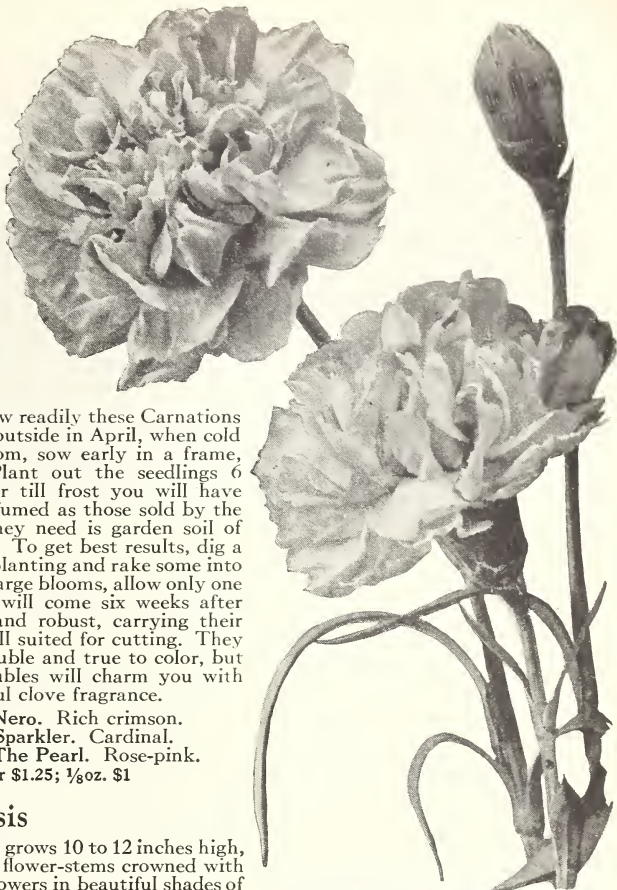 w readily these Carnations
outside in April, when cold
om, sow early in a frame,
Plant out the seedlings 6
r till frost you will have
fumed as those sold by the
hey need is garden soil of
To get best results, dig a
planting and rake some into
arge blooms, allow only one
will come six weeks after
and robust, carrying their
ll suited for cutting. They
uble and true to color, but
ables will charm you with
ul clove fragrance.
Nero. Rich crimson.
Sparkler. Cardinal.
The Pearl. Rose-pink.
r $1.25; ⅛oz. $1
sis
grows 10 to 12 inches high,
flower-stems crowned with
owers in beautiful shades of